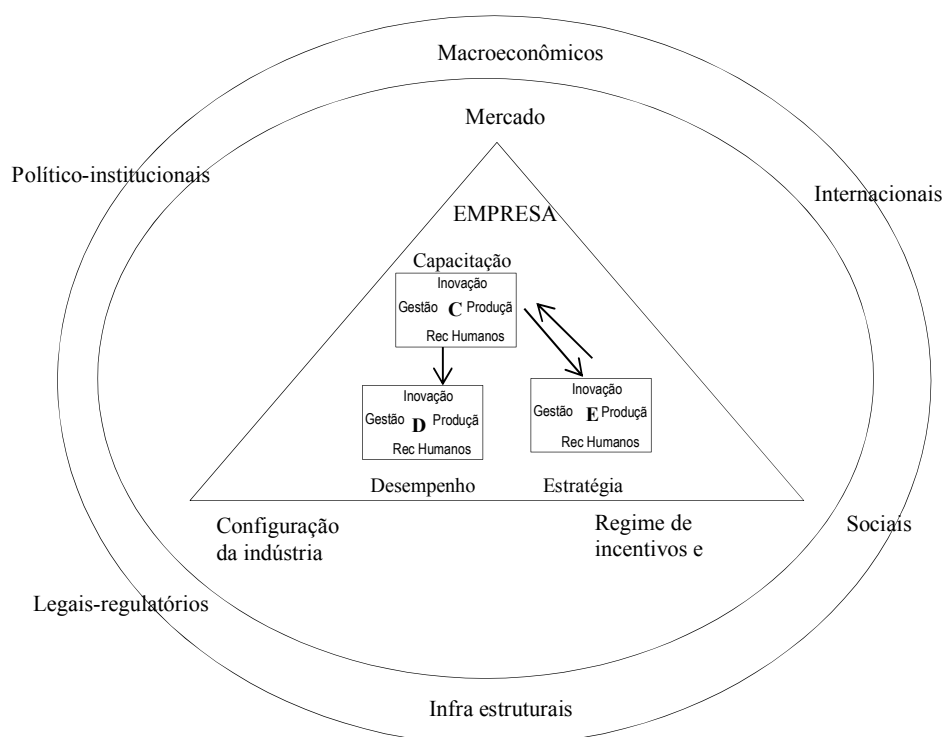 Macroeconômicos
Mercado
Político-institucionais
Internacionais
EMPRESA
Capacitação
Inovação
Gestão C Produçã
Rec Humanos
Inovação
Gestão D Produçã
Rec Humanos
Inovação
Gestão E Produçã
Rec Humanos
Desempenho
Estratégia
Configuração
da indústria
Regime de
incentivos e
Sociais
Legais-regulatórios
Infra estruturais